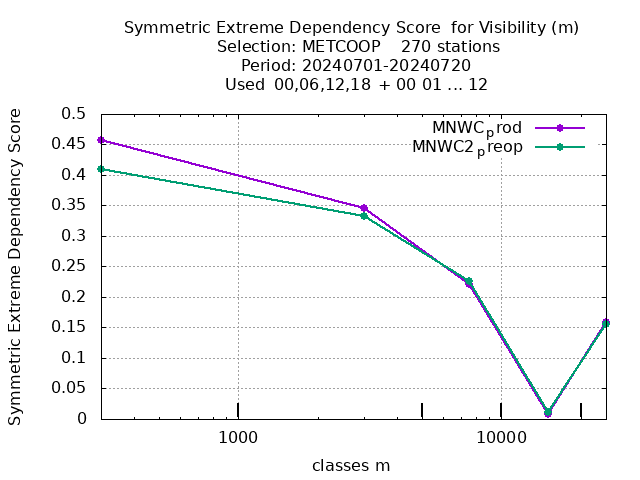 Symmetric Extreme Dependency Score for Visibility (m)
Selection: METCOOP 270 stations
Period: 20240701-20240720
Used 00,06,12,18 + 00 01 ... 12
MNWCprod
MNWC2preop
0.5
0.45
0.4
0.35
0.3
0.25
0.2
0.15
0.1
0.05
0
Symmetric Extreme Dependency Score
1000 10000
classes m